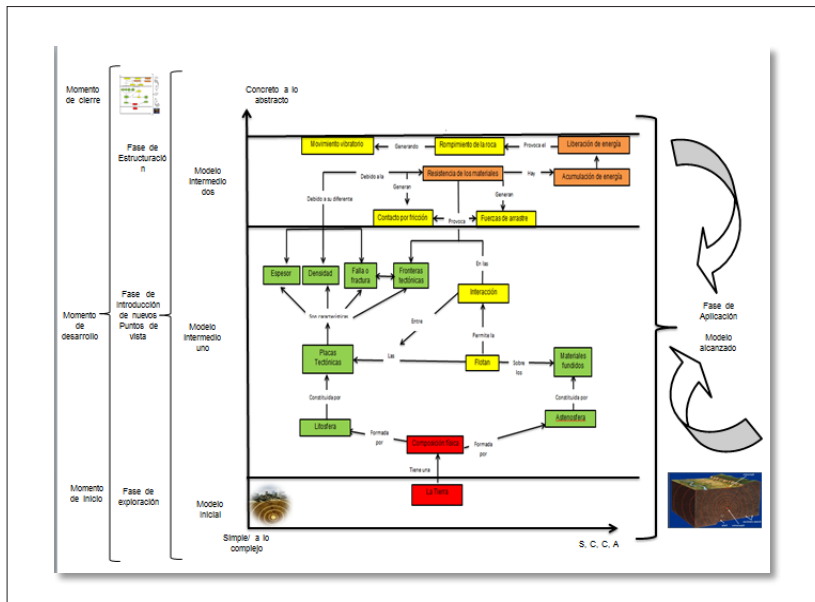 Momento
de cierre
Fase de
Estructuració
n
Modelo
Intermedio
dos
Momento
de
desarrollo
Fase de
Introducción
de nuevos
Puntos de
vista
Modelo
Intermedio
uno
Momento
de Inicio
Fase de
exploración
Modelo
Inicial
Concreto a lo
abstracto
Movimiento vibratorio
Generando
Rompimiento de la roca
Provoca el
Liberación de energía
Debido a la
Resistencia de los materiales
Hay
Acumulación de energía
Generan
Generan
Debido a su diferente
Contacto por fricción
Provoca
Fuerzas de arrastre
Espesor
Densidad
Falla o
fractura
Fronteras
tectónicas
En las
Interacción
Son características
Entre
Permite la
Placas
Tectónicas
Las
Flotan
Sobre
los
Materiales
fundidos
Constituida por
Constituida por
Litosfera
Formada
por
Composición física
Formada
por
Astenosfera
Tiene una
La Tierra
Simple/ a lo
complejo
S, C, C, A
Fase de
Aplicación
Modelo
alcanzado